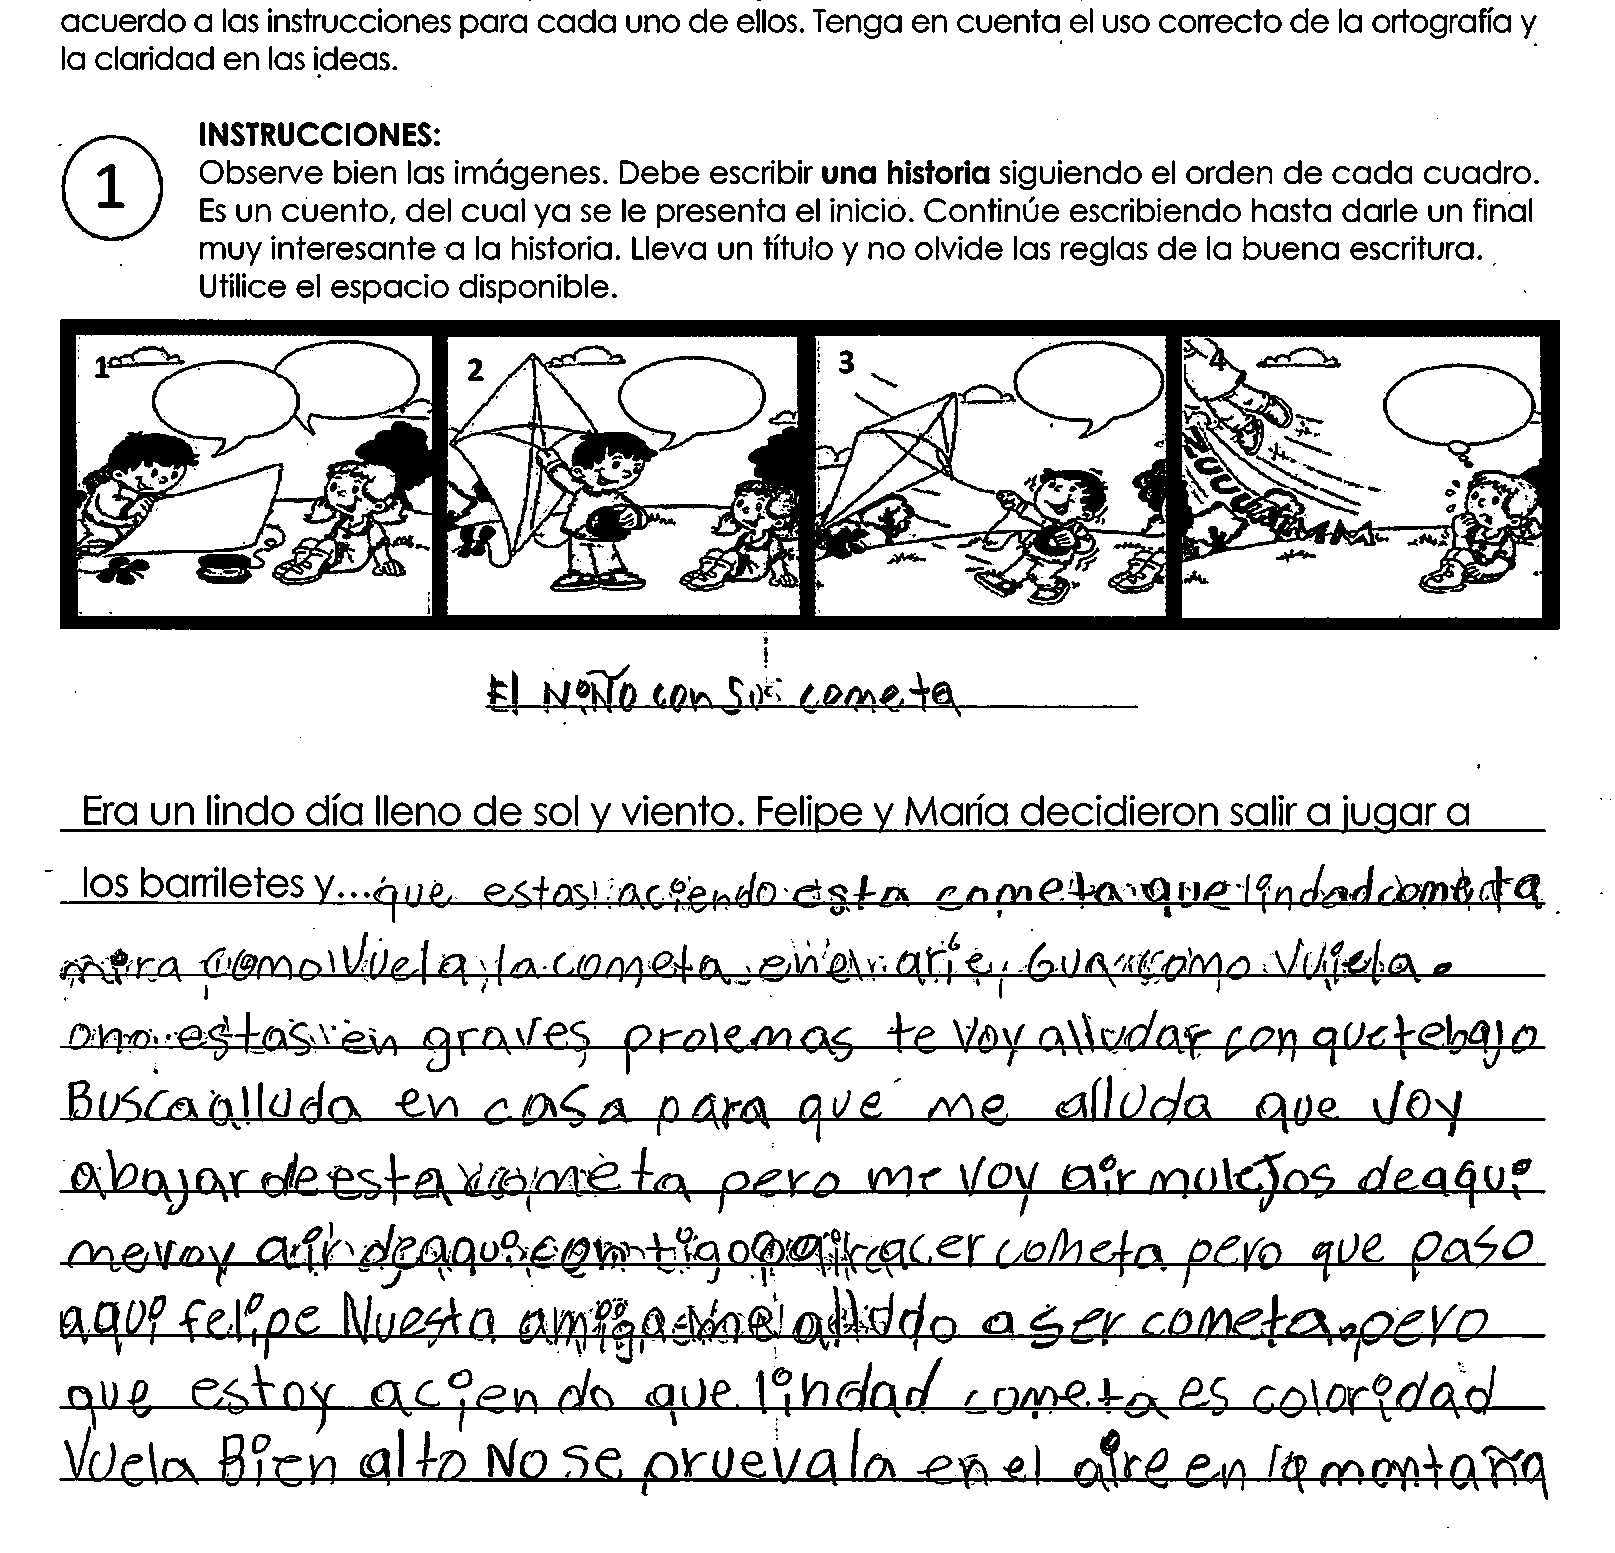 acuerdo a las instrucciones para cada uno de ellos. Tenga en cuenta el uso correcto de la ortografía y
la claridad en las ideas.
1
INSTRUCCIONES:
Observe bien las imágenes. Debe escribir una historia siguiendo el orden de cada cuadro.
Es un cuento, del cual ya se le presenta el inicio. Continúe escribiendo hasta darle un final
muy interesante a la historia. Lleva un título y no olvide las reglas de la buena escritura.
Utilice el espacio disponible.
1 2 3 4
El NiÑo con su cometa
Era un lindo día lleno de sol y viento. Felipe y María decidieron salir a jugar a
los barriletes y...que estas aciendo esta cometa que lindad cometa
mira como Vuela la cometa en el arie, Gua como Vuela.
ono estas en graves prolemas te Voy alludar con que te bajo
Busca alluda en casa para que me alluda que Voy
abajar de esta cometa pero me voy air mulejos deaqui
me voy air deaqui contigo acer cometa pero que paso
aqui felipe Nuesta amiga me alludo aser cometa. pero
que estoy aciendo que lindad cometa es coloridad
Vuela Bien alto No se pruevala en el aire en la montaña